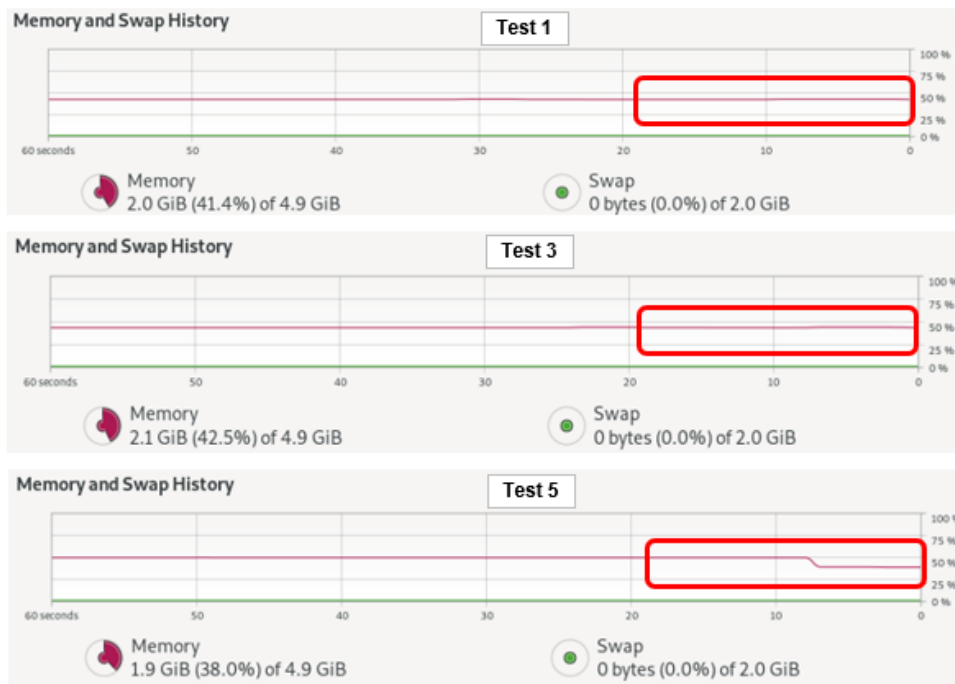 Memory and Swap History
Test 1
100 %
75 %
50 %
25 %
0 %
60 seconds 50 40 30 20 10 0
Memory
2.0 GiB (41.4%) of 4.9 GiB
Swap
0 bytes (0.0%) of 2.0 GiB
Memory and Swap History
Test 3
100 %
75 %
50 %
25 %
0 %
60 seconds 50 40 30 20 10 0
Memory
2.1 GiB (42.5%) of 4.9 GiB
Swap
0 bytes (0.0%) of 2.0 GiB
Memory and Swap History
Test 5
100 %
75 %
50 %
25 %
0 %
60 seconds 50 40 30 20 10 0
Memory
1.9 GiB (38.0%) of 4.9 GiB
Swap
0 bytes (0.0%) of 2.0 GiB